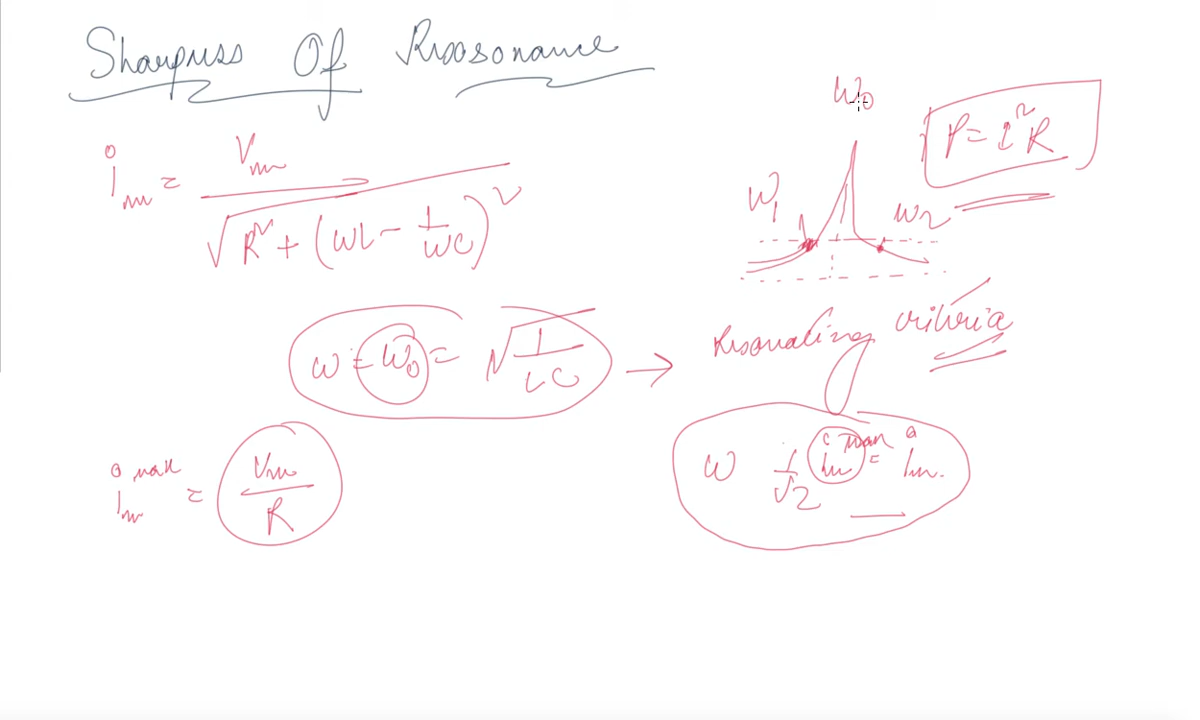 Sharpness Of Resosonance
i_m = V_m / √(R² + (ωL - 1/ωC)²)
ω₀
P = i²R
ω₁
ω₂
ω = ω₀ = √(1/LC) →
Resonating criteria
i_m^max = V_m / R
ω 1/√2 i_m^max = i_m.